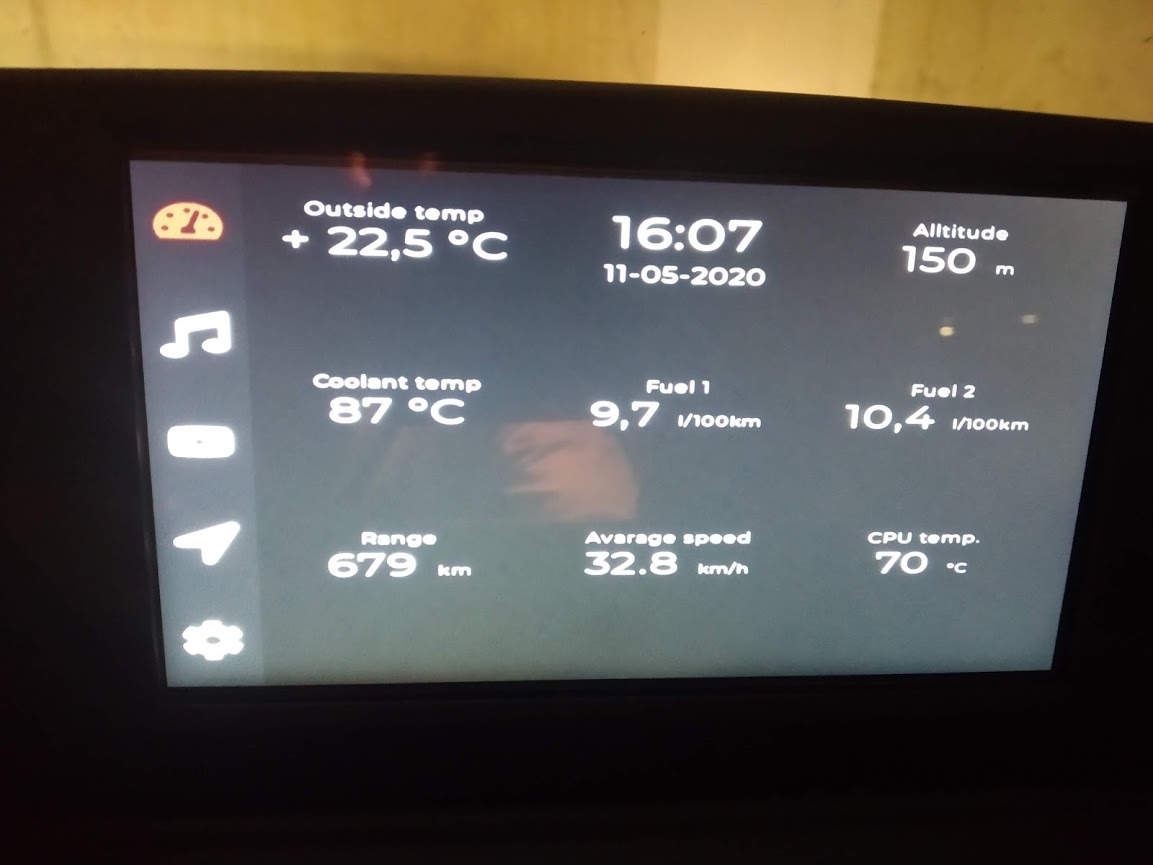 Outside temp
+ 22,5 °C
16:07
11-05-2020
Alltitude
150 m
Coolant temp
87 °C
Fuel 1
9,7 l/100km
Fuel 2
10,4 l/100km
Range
679 km
Avarage speed
32.8 km/h
CPU temp.
70 °C